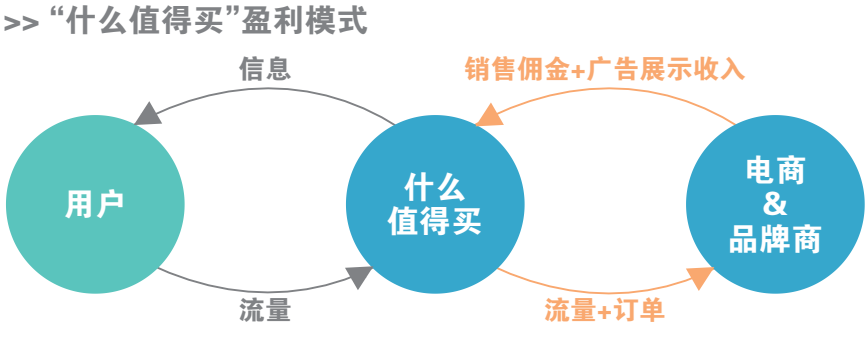 >> “什么值得买”盈利模式
信息
销售佣金+广告展示收入
用户
什么
值得买
电商
&
品牌商
流量
流量+订单